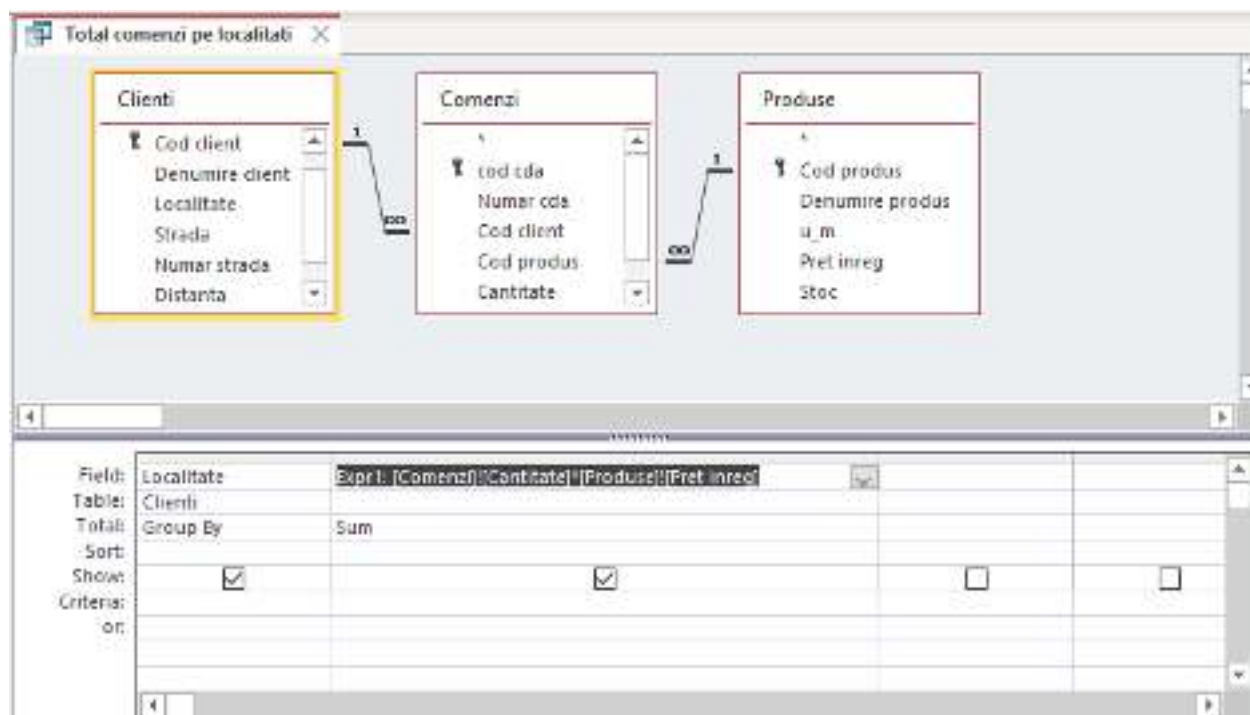 Total comenzi pe localitati
Clienti
Cod client
Denumire client
Localitate
Strada
Numar strada
Distanta
1
∞
Comenzi
*
cod cda
Numar cda
Cod client
Cod produs
Cantitate
1
∞
Produse
*
Cod produs
Denumire produs
u_m
Pret inreg
Stoc
Field: Localitate Expr1: [Comenzi]![Cantitate]*[Produse]![Pret inreg]
Table: Clienti
Total: Group By Sum
Sort:
Show:
Criteria:
or: